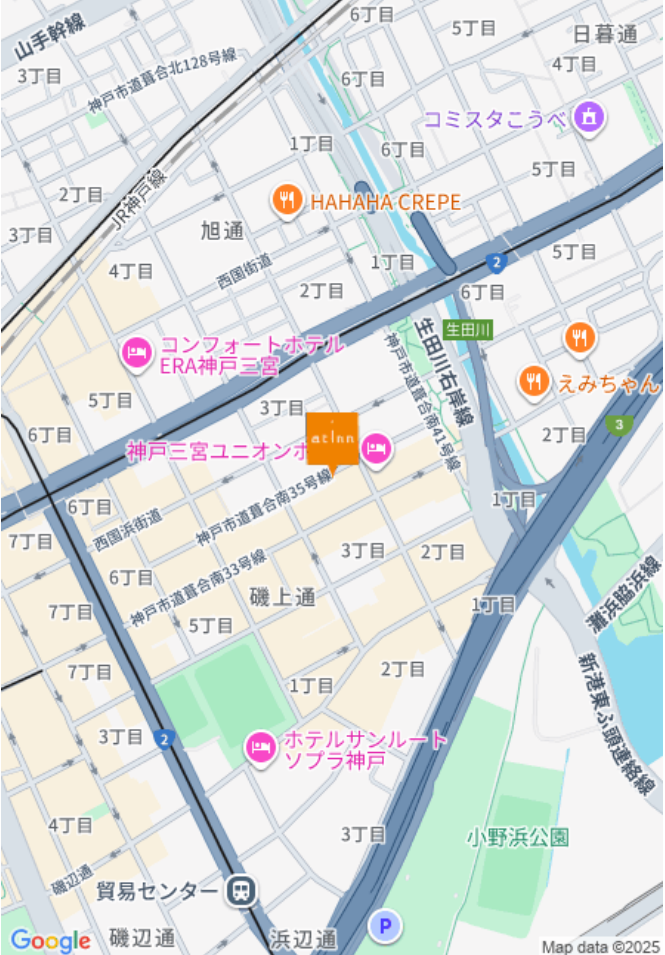 山手幹線
6丁目
5丁目
日暮通
3丁目
4丁目
神戸市道葺合北128号線
6丁目
コミスタこうべ
1丁目
6丁目
5丁目
2丁目
JR神戸線
HAHAHA CREPE
3丁目
旭通
4丁目
西国街道
1丁目
2
5丁目
2丁目
6丁目
生田川
コンフォートホテル
ERA神戸三宮
生田川右岸線
神戸市道葺合南41号線
えみちゃん
5丁目
3丁目
3
6丁目
at inn
2丁目
神戸三宮ユニオンホ
神戸市道葺合南35号線
1丁目
6丁目
西国浜街道
7丁目
神戸市道葺合南33号線
3丁目
2丁目
6丁目
磯上通
1丁目
灘浜脇浜線
7丁目
5丁目
7丁目
1丁目
2丁目
新港東ふ頭連絡線
3丁目
2
ホテルサンルート
ソプラ神戸
4丁目
3丁目
小野浜公園
磯辺通
貿易センター
P
Google
磯辺通
浜辺通
Map data ©2025